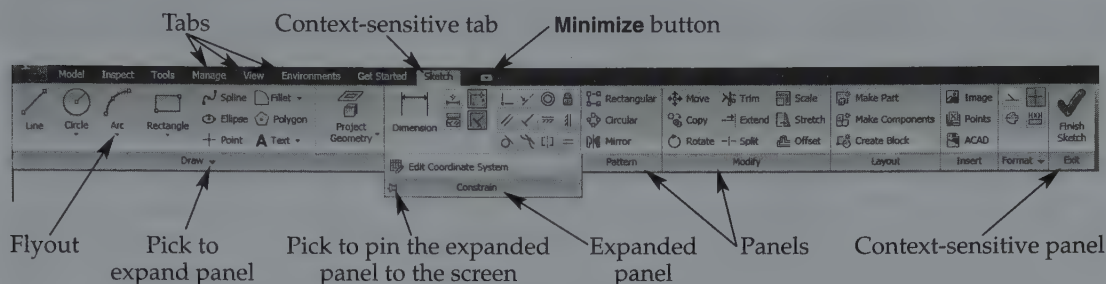 Tabs Context-sensitive tab Minimize button
Model Inspect Tools Manage View Environments Get Started Sketch
Spline Fillet Rectangular Move Trim Scale Make Part Image
Line Circle Arc Rectangle Ellipse Polygon Project Geometry Dimension Circular Copy Extend Stretch Make Components Points Finish Sketch
Point A Text Mirror Rotate Split Offset Create Block ACAD
Draw Edit Coordinate System Pattern Modify Layout Insert Format Exit
Constrain
Flyout Pick to expand panel Pick to pin the expanded panel to the screen Expanded panel Panels Context-sensitive panel